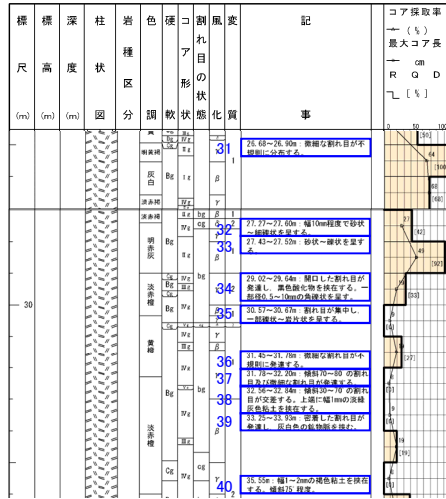 標尺(m) 標高(m) 深度(m) 柱状図 岩種区分 色調 硬軟 コア形状 割れ目の状態 風化 変質 記事
コア採取率
(%)
最大コア長
cm
R Q D
[%]
0 50 100
明黄褐
灰白
淡赤褐
淡赤橙
明赤灰
淡赤橙
黄橙
淡赤橙
30
31 26.68~26.90m:微細な割れ目が不
規則に分布する。
32 27.27~27.60m:幅10mm程度で砂状
~細礫状を呈する。
33 27.43~27.52m:砂状~礫状を呈す
る。
34 29.02~29.64m:開口した割れ目が
発達し、黒色酸化物を挟在する。一
部径0.5~10mmの角礫状を呈す。
35 30.57~30.67m:割れ目が集中し、
一部礫状~岩片状を呈する。
36 31.45~31.78m:微細な割れ目が不
規則に発達する。
37 31.78~32.20m:傾斜70~80°の割れ
目及び微細な割れ目が発達する。
38 32.56~32.84m:傾斜30~70°の割れ
目が交差する。上端に幅1mmの淡緑
灰色粘土を挟在する。
39 33.25~33.93m:密着した割れ目が
発達し、灰白色の鉱物脈を挟む。
40 35.55m:幅1~2mmの褐色粘土を挟在
する。傾斜75°程度。